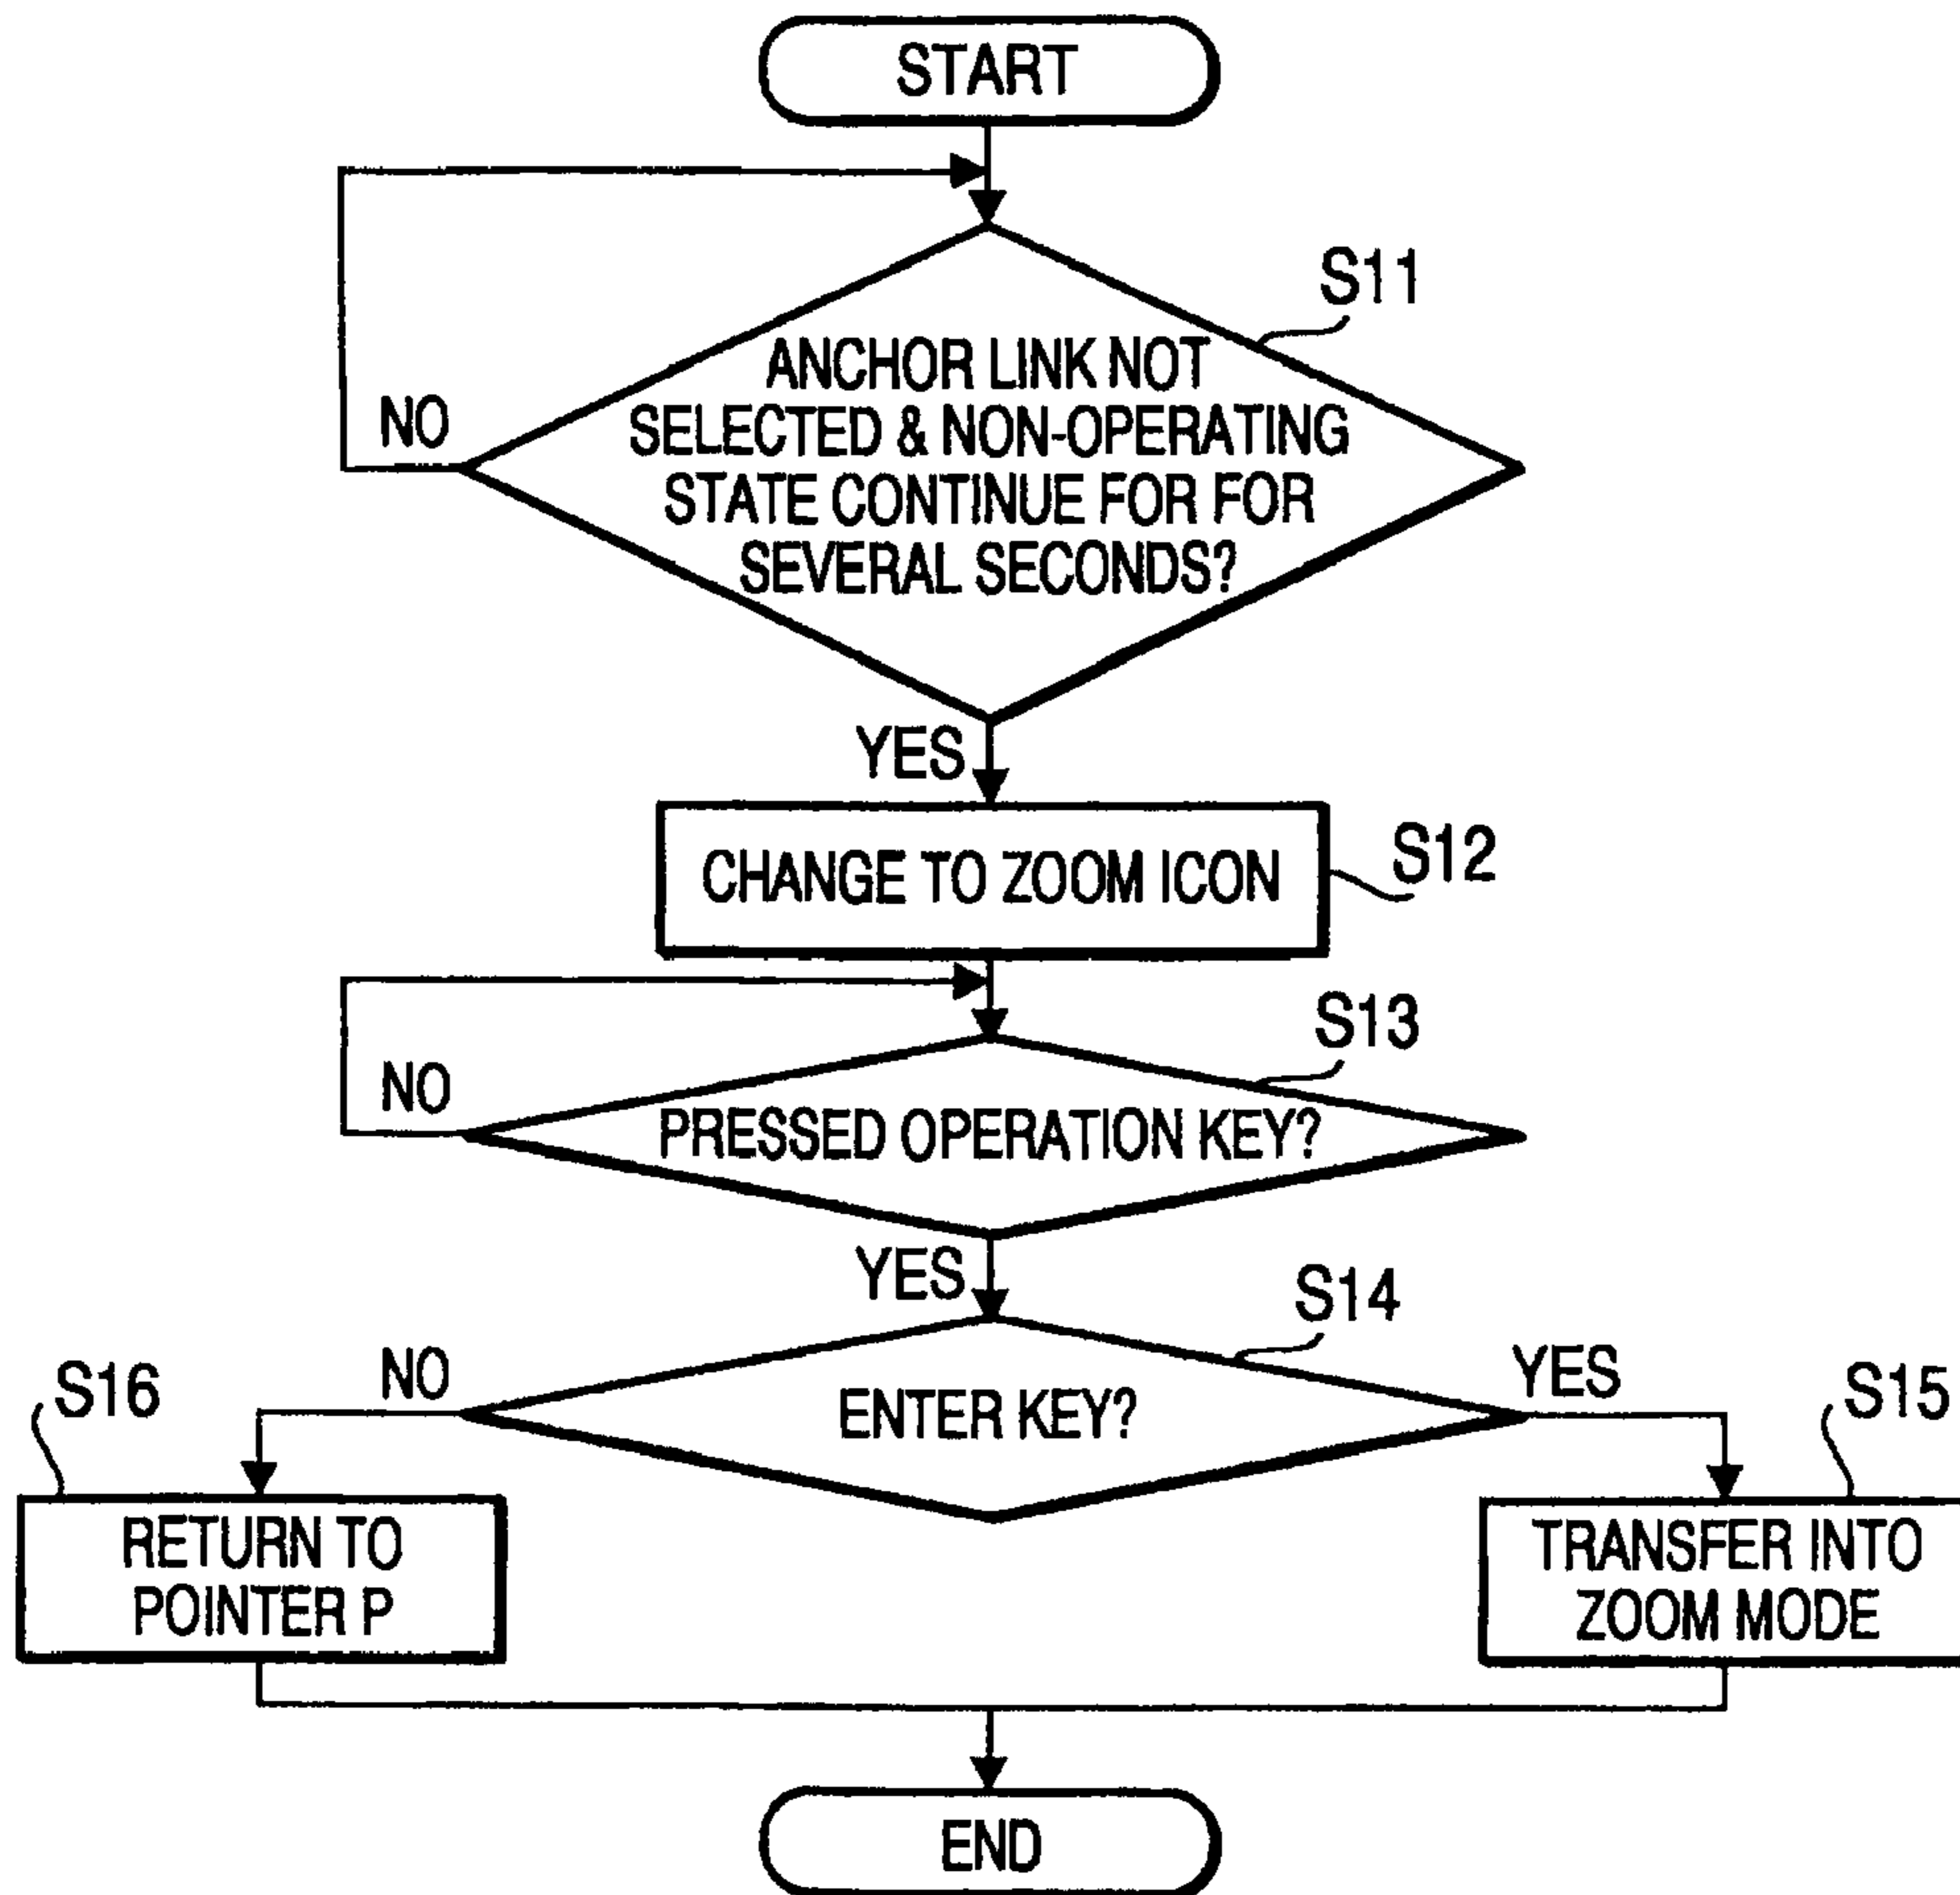 START
S11
ANCHOR LINK NOT
SELECTED & NON-OPERATING
STATE CONTINUE FOR FOR
SEVERAL SECONDS?
NO
YES
CHANGE TO ZOOM ICON
S12
S13
NO
PRESSED OPERATION KEY?
YES
S14
S16
NO
ENTER KEY?
YES
S15
RETURN TO
POINTER P
TRANSFER INTO
ZOOM MODE
END